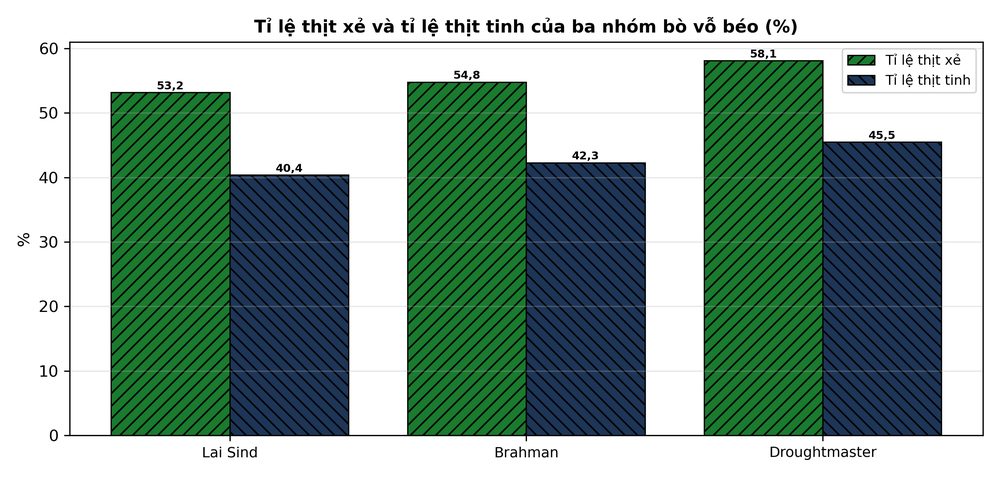 Tỉ lệ thịt xẻ và tỉ lệ thịt tinh của ba nhóm bò vỗ béo (%)
60
50
40
30
20
10
0
%
53,2
40,4
54,8
42,3
58,1
45,5
Tỉ lệ thịt xẻ
Tỉ lệ thịt tinh
Lai Sind
Brahman
Droughtmaster